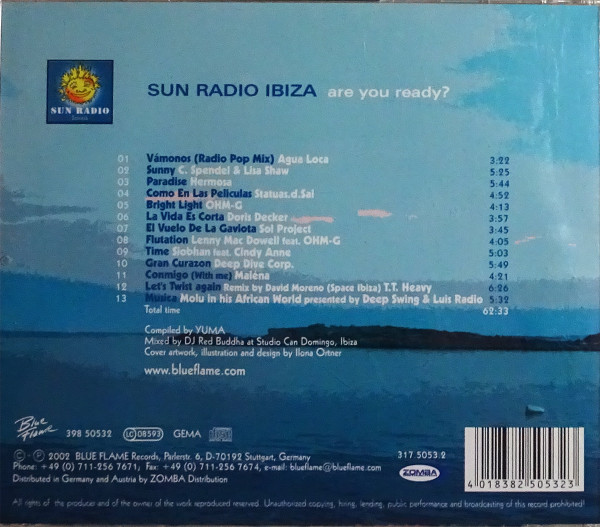 SUN RADIO
SUN RADIO IBIZA are you ready?
01 Vámonos (Radio Pop Mix) Agua Loca 3:22
02 Sunny C. Spendel & Lisa Shaw 5:25
03 Paradise Hermosa 5:44
04 Como En Las Peliculas Statuas.d.Sal 4:52
05 Bright Light OHM-G 4:13
06 La Vida Es Corta Doris Decker 3:57
07 El Vuelo De La Gaviota Sol Project 3:45
08 Flutation Lenny Mac Dowell feat. OHM-G 4:05
09 Time Siobhan feat. Cindy Anne 5:03
10 Gran Curazon Deep Dive Corp. 5:49
11 Conmigo (With me) Maléna 4:21
12 Let's Twist again Remix by David Moreno (Space Ibiza) T.T. Heavy 6:26
13 Musica Molu in his African World presented by Deep Swing & Luis Radio 5:32
Total time 62:33
Compiled by YUMA
Mixed by DJ Red Buddha at Studio Can Domingo, Ibiza
Cover artwork, illustration and design by Ilona Ortner
www.blueflame.com
Blue Flame 398 50532 LC 08593 GEMA 317 5053.2
© ℗ 2002 BLUE FLAME Records, Parlerstr. 6, D-70192 Stuttgart, Germany
Phone: +49 (0) 711-256 7671, Fax: +49 (0) 711-256 7674, e-mail: blueflame@blueflame.com
Distributed in Germany and Austria by ZOMBA Distribution
ZOMBA
4 018382 505323
All rights of the producer and of the owner of the work reproduced reserved. Unauthorized copying, hiring, lending, public performance and broadcasting of this record prohibited!